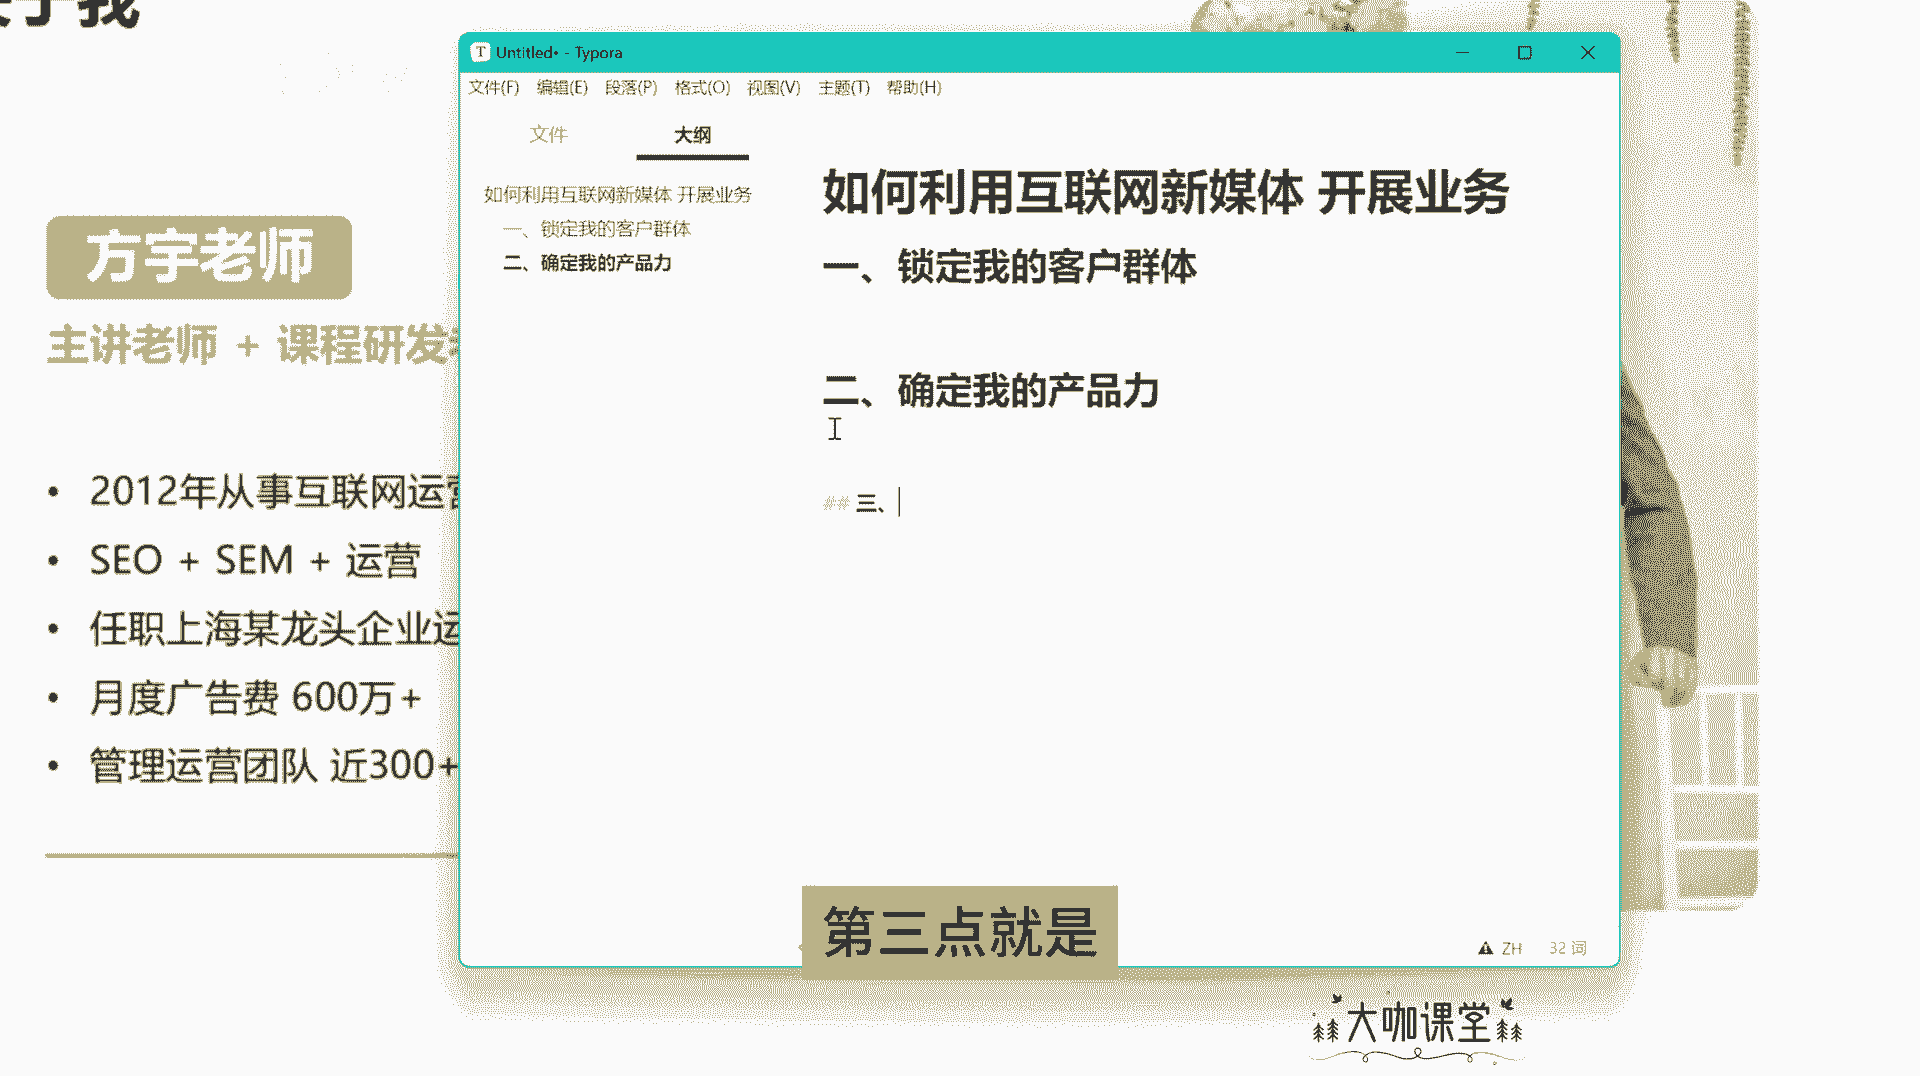 于我
方宇老师
主讲老师 + 课程研发
• 2012年从事互联网运营
• SEO + SEM + 运营
• 任职上海某龙头企业运
• 月度广告费 600万+
• 管理运营团队 近300+
T Untitled• - Typora
文件(F) 编辑(E) 段落(P) 格式(O) 视图(V) 主题(T) 帮助(H)
文件 大纲
如何利用互联网新媒体 开展业务
一、锁定我的客户群体
二、确定我的产品力
如何利用互联网新媒体 开展业务
一、锁定我的客户群体
二、确定我的产品力
## 三、
第三点就是
ZH 32 词
大咖课堂